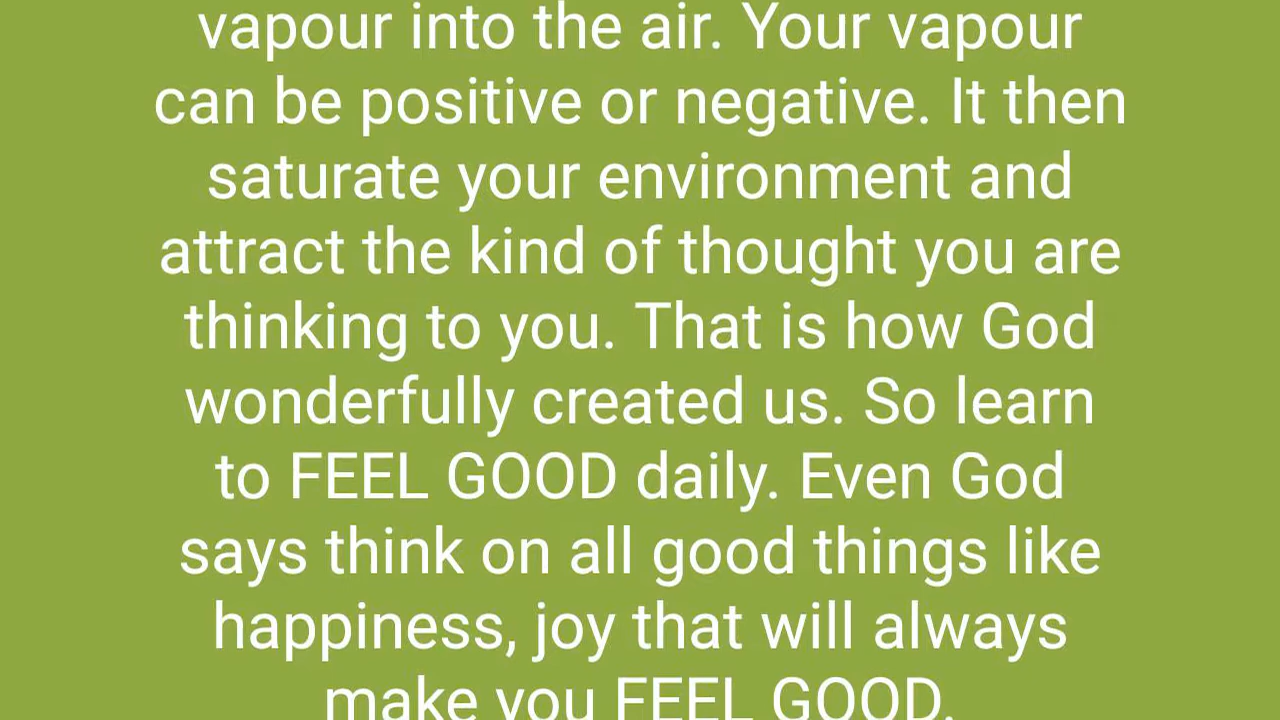 vapour into the air. Your vapour
can be positive or negative. It then
saturate your environment and
attract the kind of thought you are
thinking to you. That is how God
wonderfully created us. So learn
to FEEL GOOD daily. Even God
says think on all good things like
happiness, joy that will always
make you FEEL GOOD.